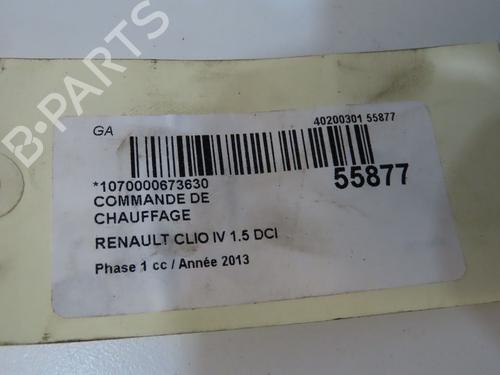 B-PARTS
GA
40200301 55877
*1070000673630
55877
COMMANDE DE
CHAUFFAGE
RENAULT CLIO IV 1.5 DCI
Phase 1 cc / Année 2013